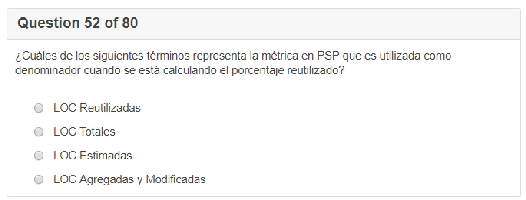 Question 52 of 80
¿Cuáles de los siguientes términos representa la métrica en PSP que es utilizada como
denominador cuando se está calculando el porcentaje reutilizado?
LOC Reutilizadas
LOC Totales
LOC Estimadas
LOC Agregadas y Modificadas